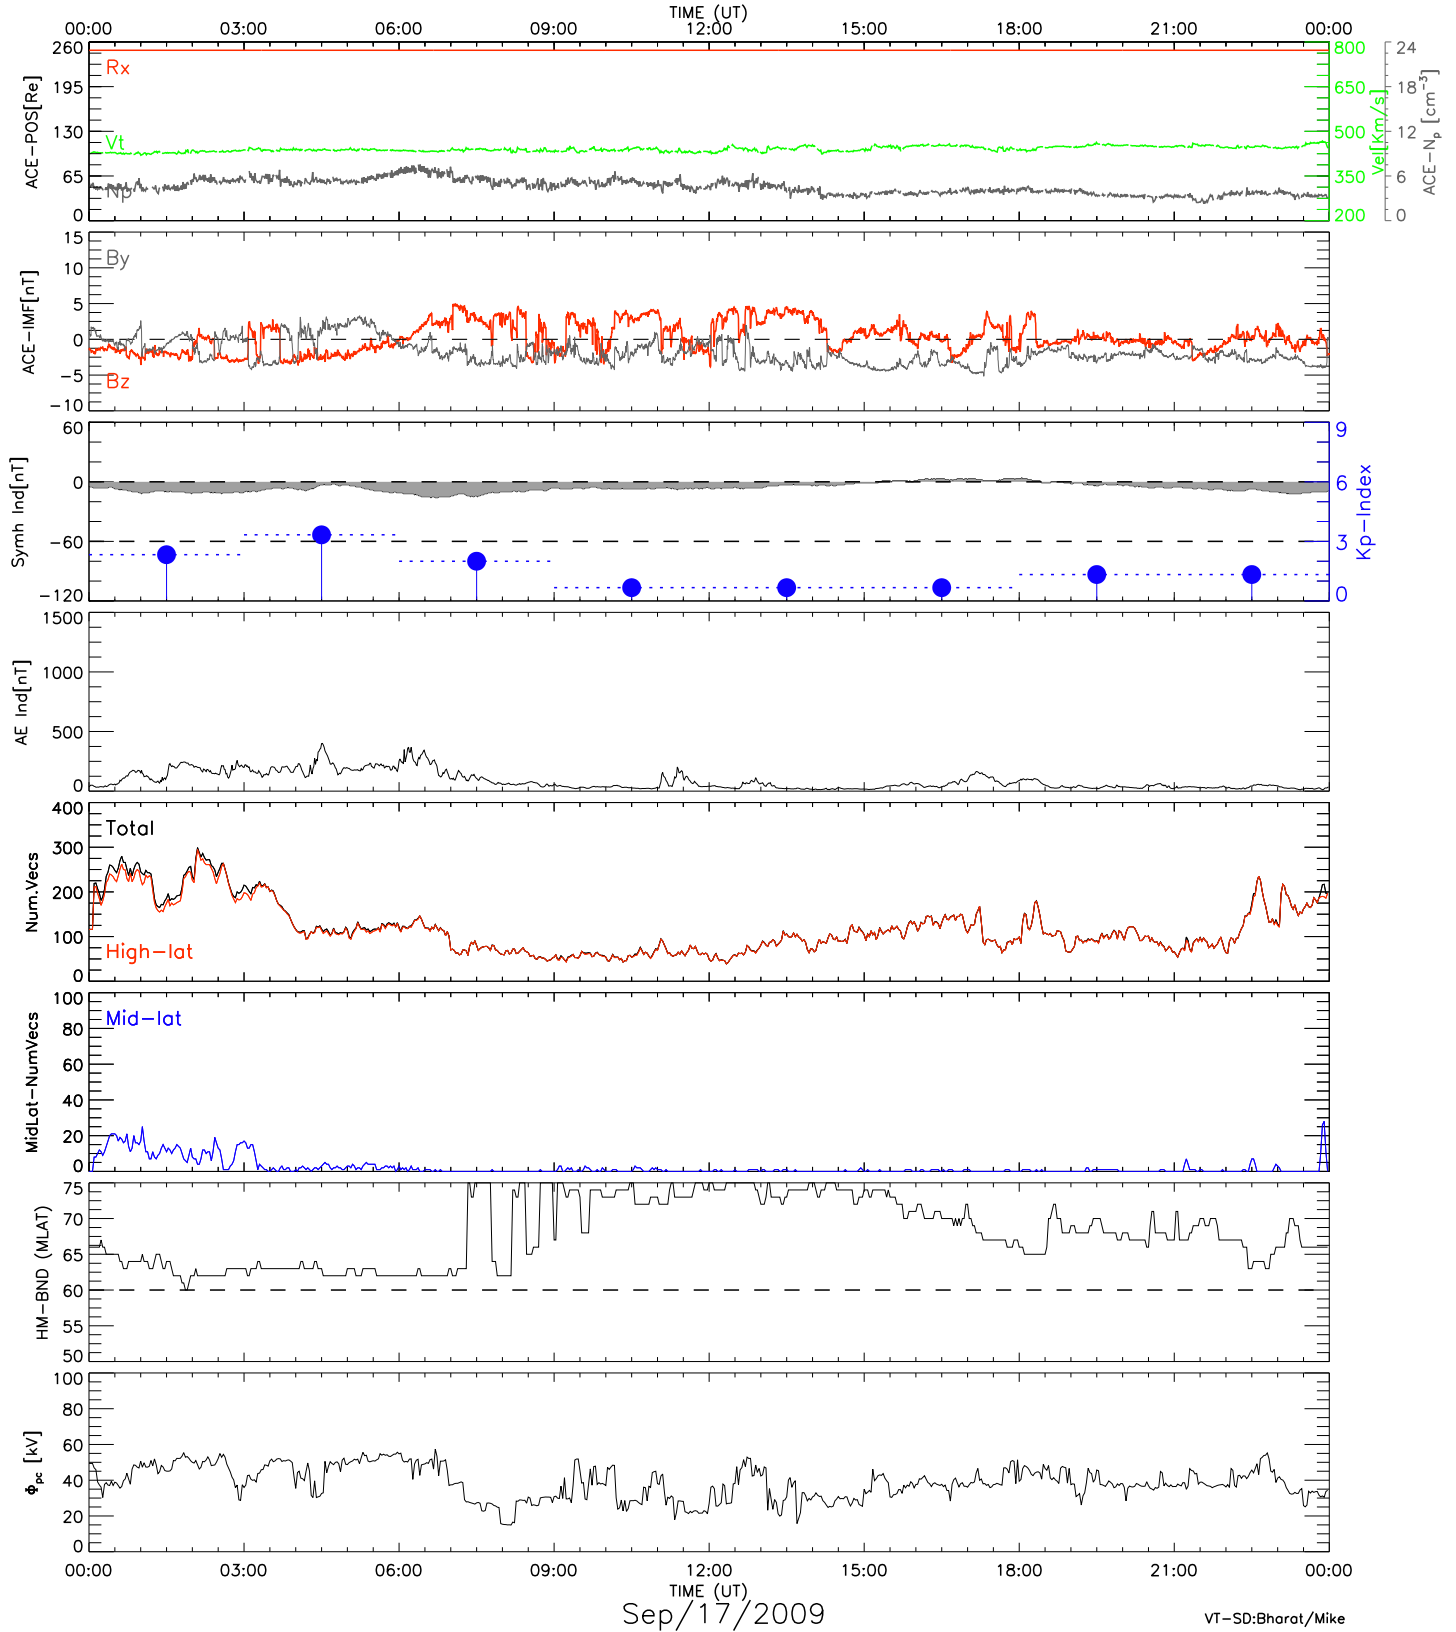 TIME (UT)
00:00 03:00 06:00 09:00 12:00 15:00 18:00 21:00 00:00
260 195 130 65 0
ACE-POS[Re]
Rx
Vt
Np
800 650 500 350 200
Vel[Km/s]
24 18 12 6 0
ACE-Np [cm-3]
15 10 5 0 -5 -10
ACE-IMF[nT]
By
Bz
60 0 -60 -120
Symh Ind[nT]
9 6 3 0
Kp-Index
1500 1000 500 0
AE Ind[nT]
400 300 200 100 0
Num.Vecs
Total
High-lat
100 80 60 40 20 0
MidLat-NumVecs
Mid-lat
75 70 65 60 55 50
HM-BND (MLAT)
100 80 60 40 20 0
Φpc [kV]
00:00 03:00 06:00 09:00 12:00 15:00 18:00 21:00 00:00
TIME (UT)
Sep/17/2009
VT-SD:Bharat/Mike